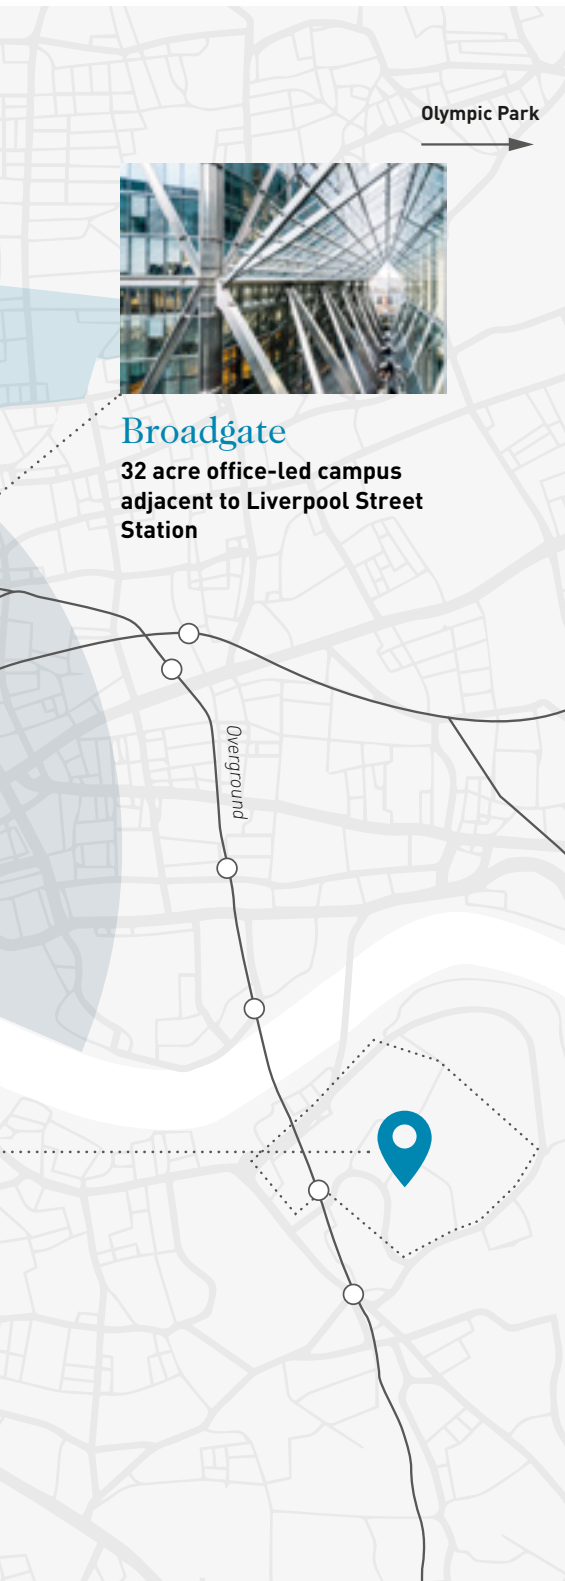 Olympic Park
Broadgate
32 acre office-led campus
adjacent to Liverpool Street
Station
Overground